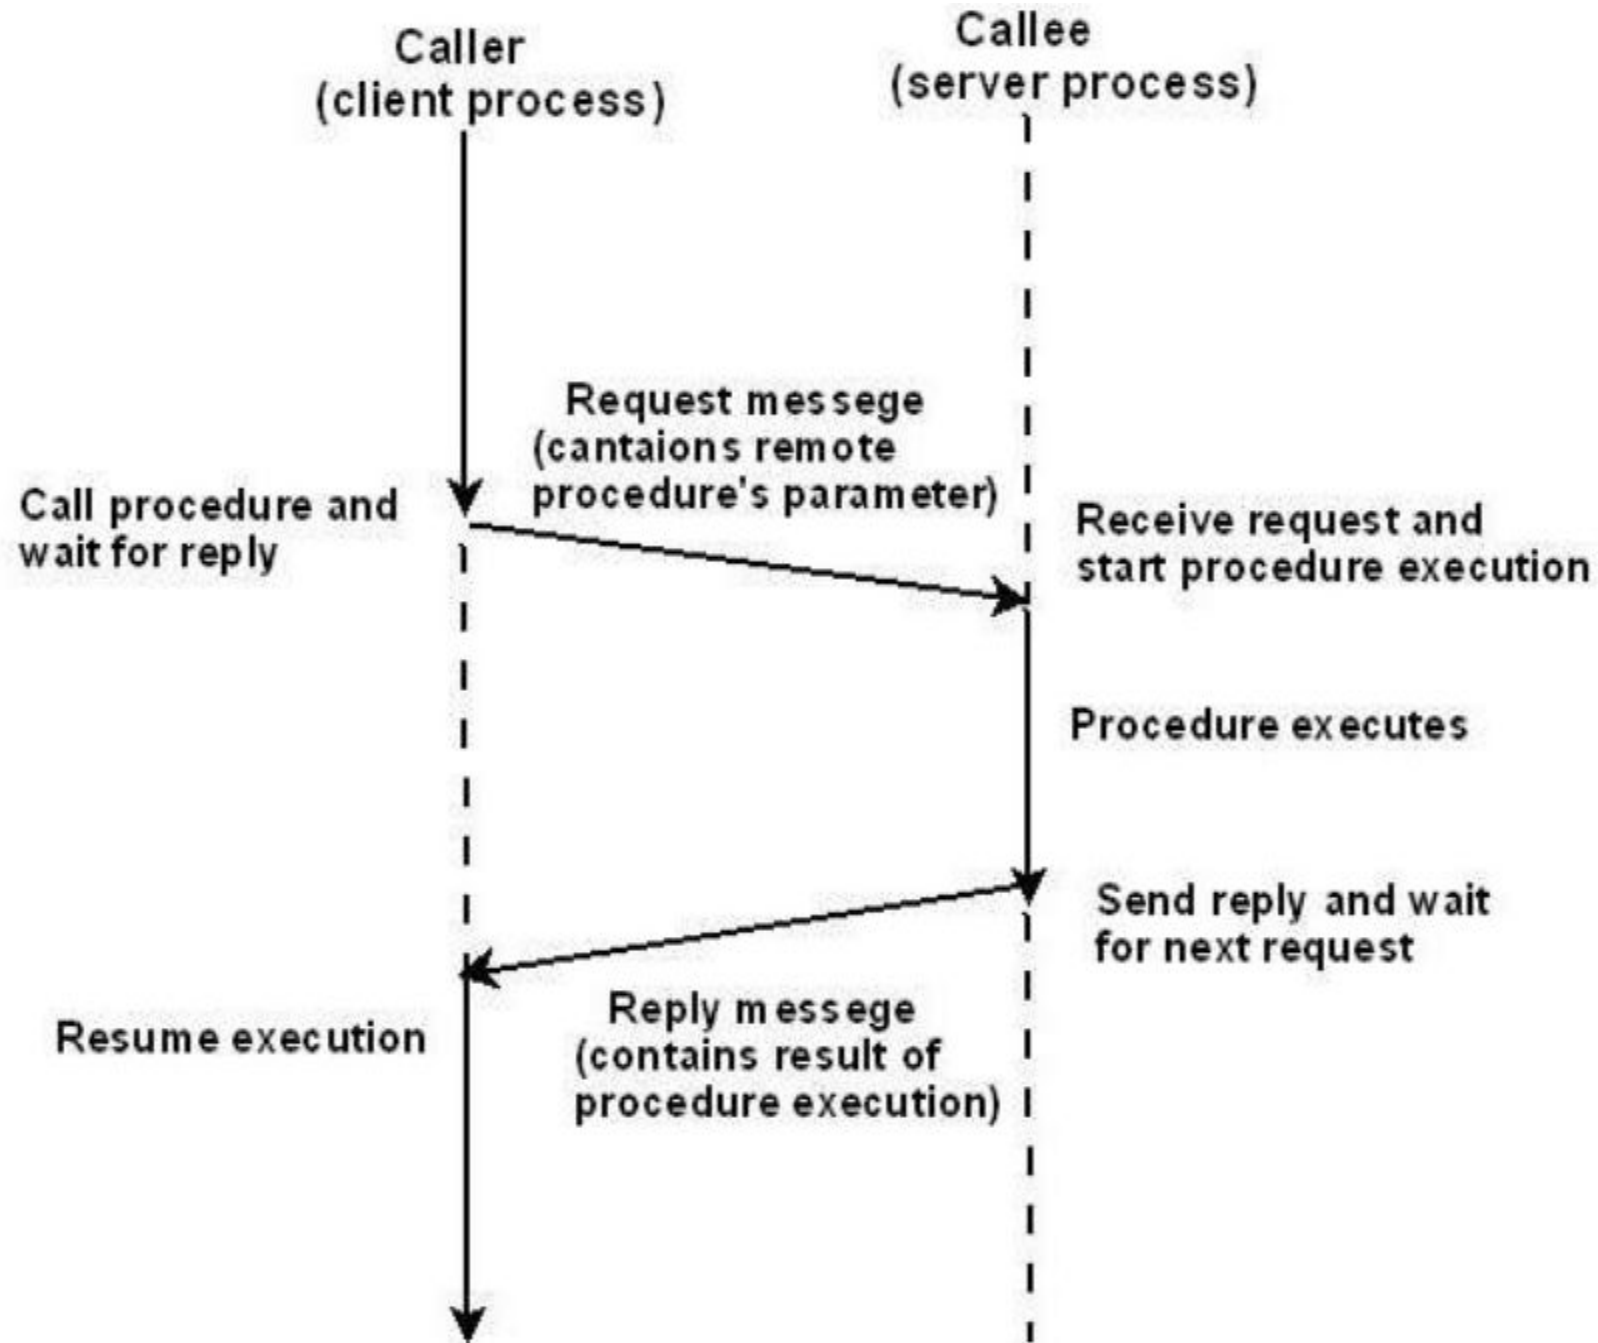 Caller
(client process)
Callee
(server process)
Request messege
(cantaions remote
procedure's parameter)
Call procedure and
wait for reply
Receive request and
start procedure execution
Procedure executes
Send reply and wait
for next request
Reply messege
(contains result of
procedure execution)
Resume execution